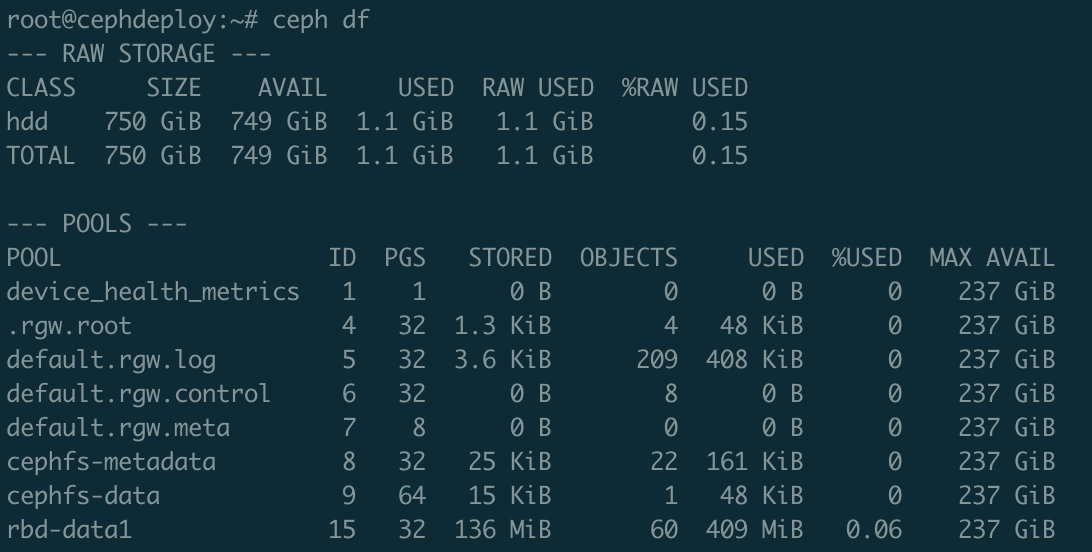 root@cephdeploy:~# ceph df
--- RAW STORAGE ---
CLASS     SIZE    AVAIL     USED  RAW USED  %RAW USED
hdd    750 GiB  749 GiB  1.1 GiB   1.1 GiB       0.15
TOTAL  750 GiB  749 GiB  1.1 GiB   1.1 GiB       0.15

--- POOLS ---
POOL                   ID  PGS   STORED  OBJECTS     USED  %USED  MAX AVAIL
device_health_metrics   1    1      0 B        0      0 B      0    237 GiB
.rgw.root               4   32  1.3 KiB        4   48 KiB      0    237 GiB
default.rgw.log         5   32  3.6 KiB      209  408 KiB      0    237 GiB
default.rgw.control     6   32      0 B        8      0 B      0    237 GiB
default.rgw.meta        7    8      0 B        0      0 B      0    237 GiB
cephfs-metadata         8   32   25 KiB       22  161 KiB      0    237 GiB
cephfs-data             9   64   15 KiB        1   48 KiB      0    237 GiB
rbd-data1              15   32  136 MiB       60  409 MiB   0.06    237 GiB